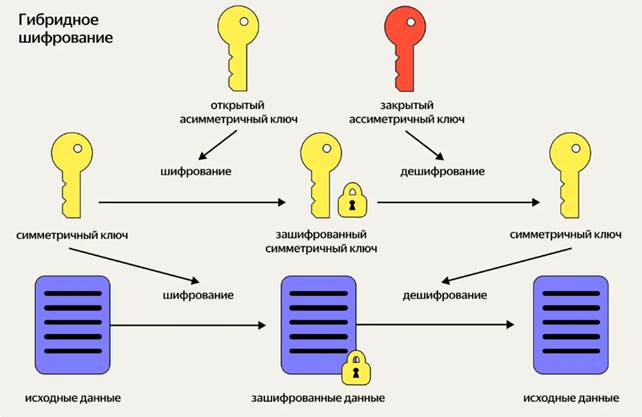 Гибридное
шифрование
открытый
асимметричный ключ
закрытый
ассиметричный ключ
шифрование
дешифрование
симметричный ключ
зашифрованный
симметричный ключ
симметричный ключ
шифрование
дешифрование
исходные данные
зашифрованные данные
исходные данные